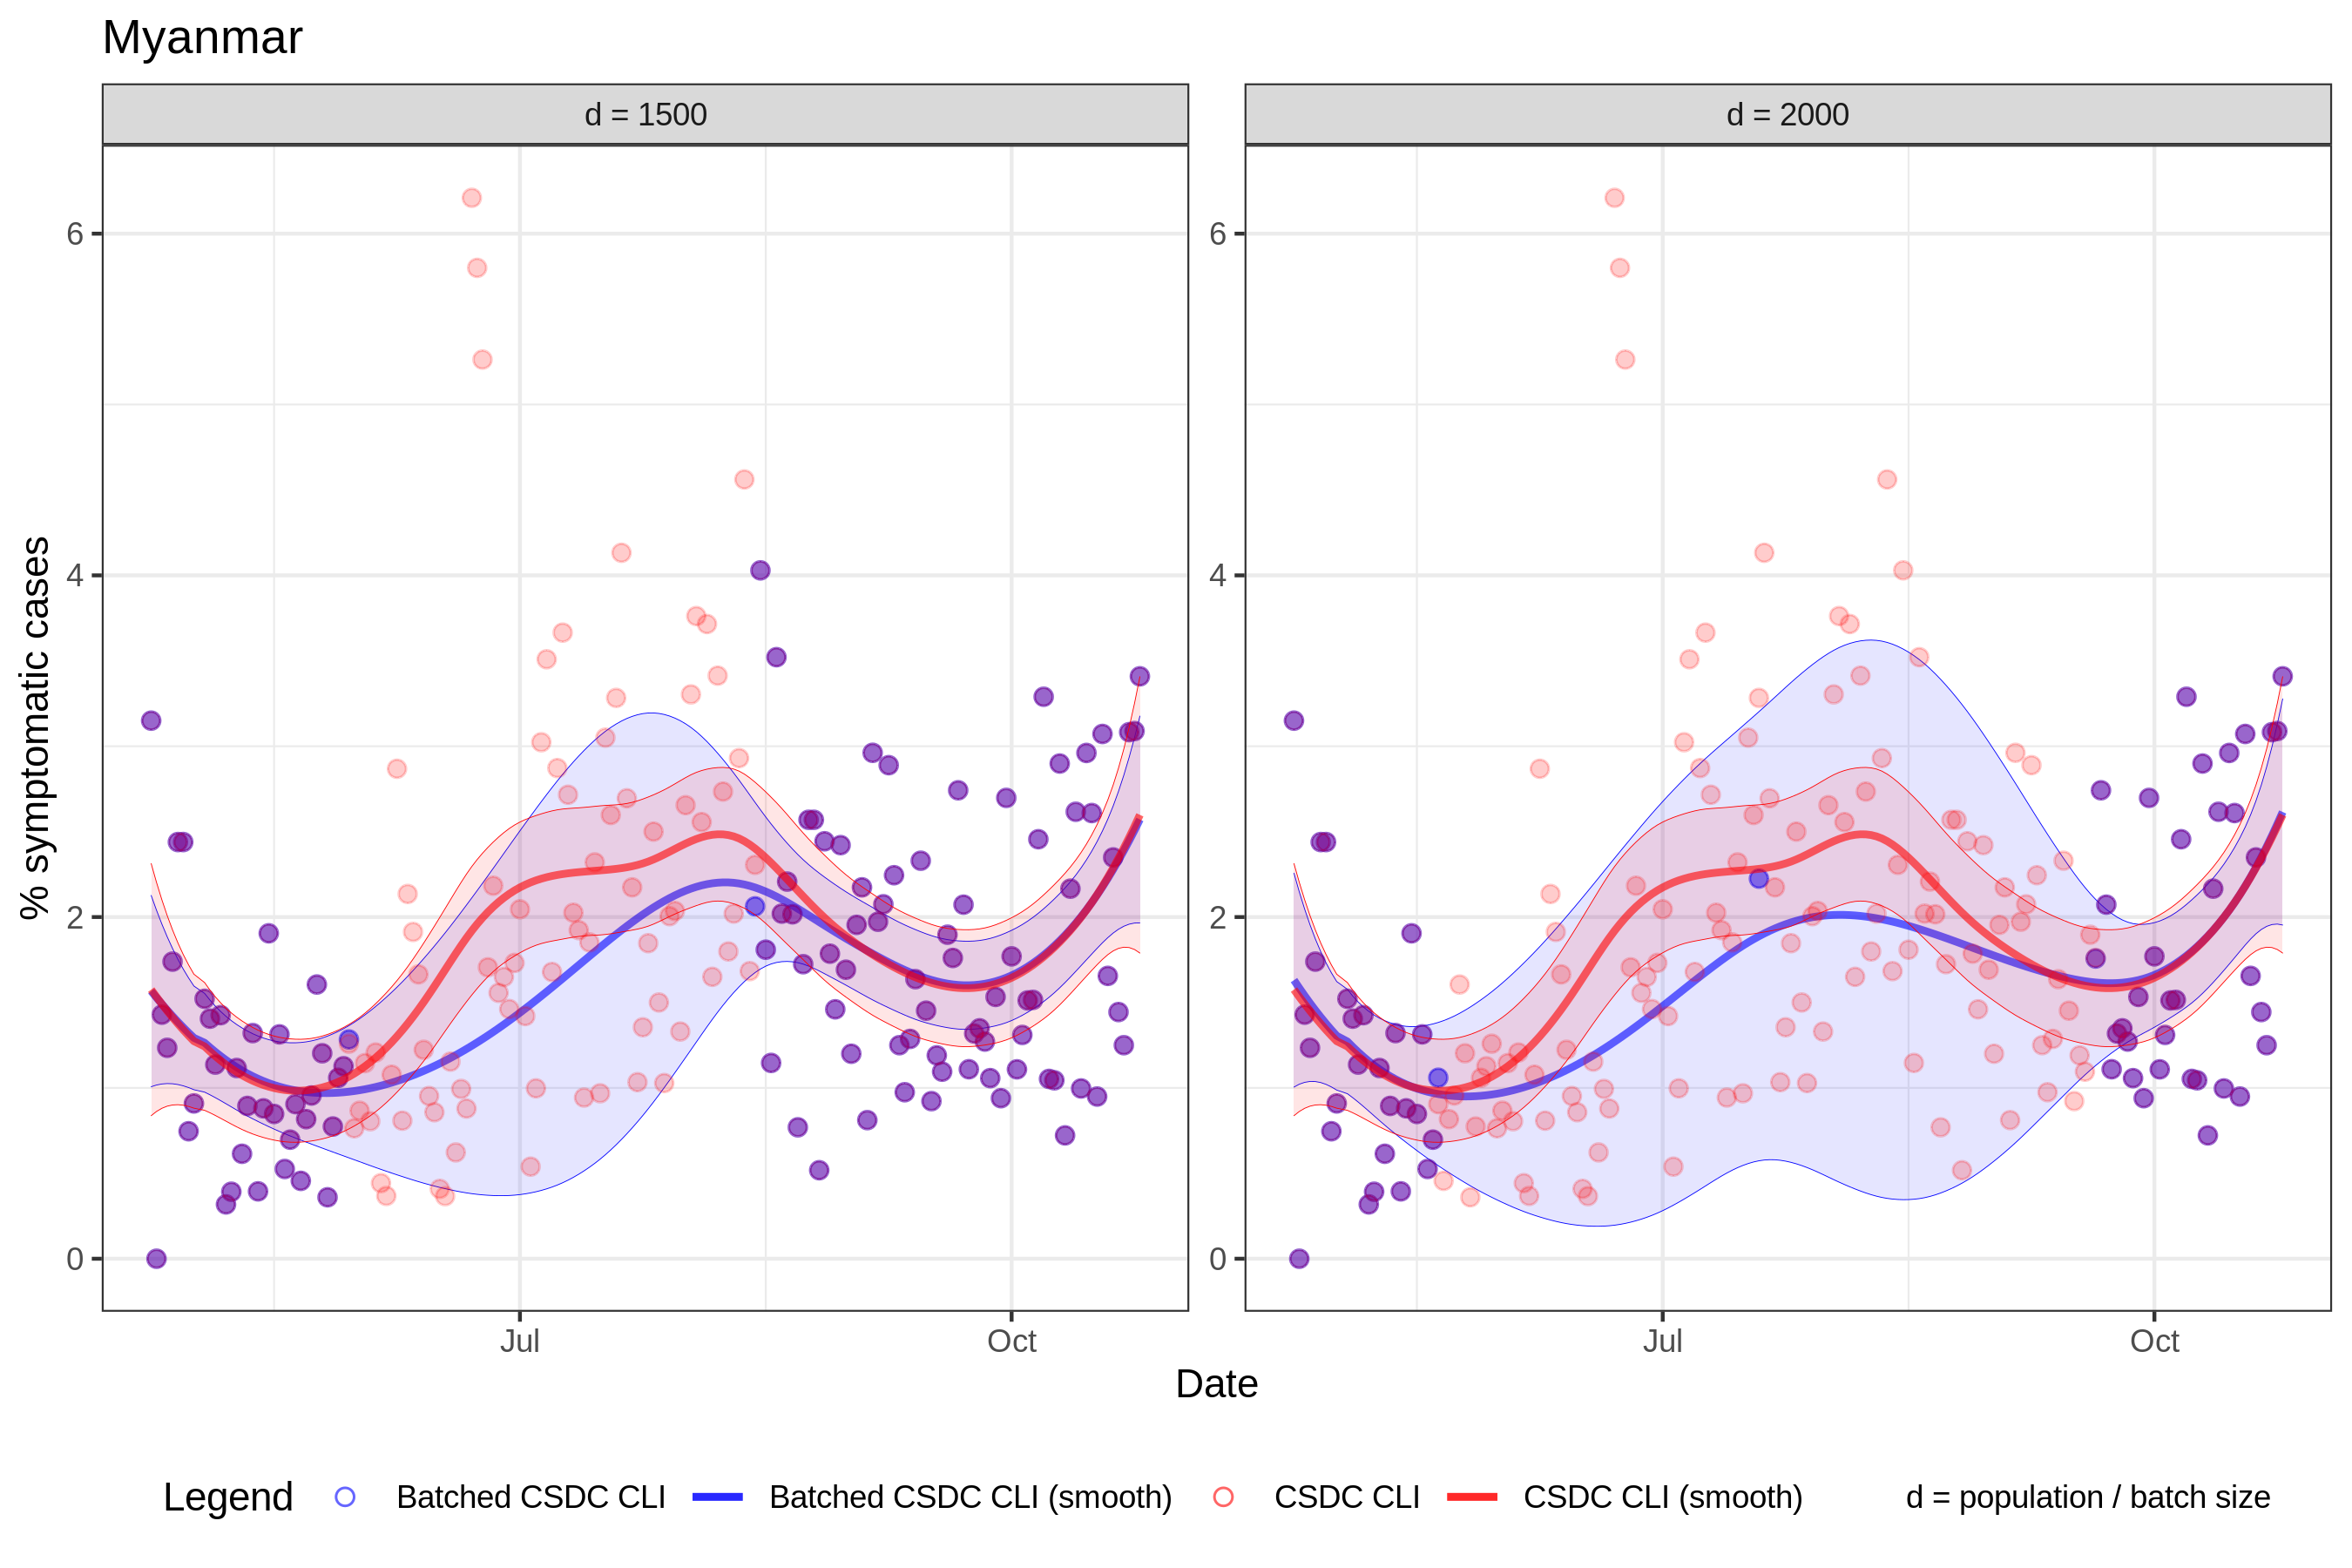 Myanmar
d = 1500
d = 2000
% symptomatic cases
6
4
2
0
6
4
2
0
Jul
Oct
Jul
Oct
Date
Legend
Batched CSDC CLI
Batched CSDC CLI (smooth)
CSDC CLI
CSDC CLI (smooth)
d = population / batch size